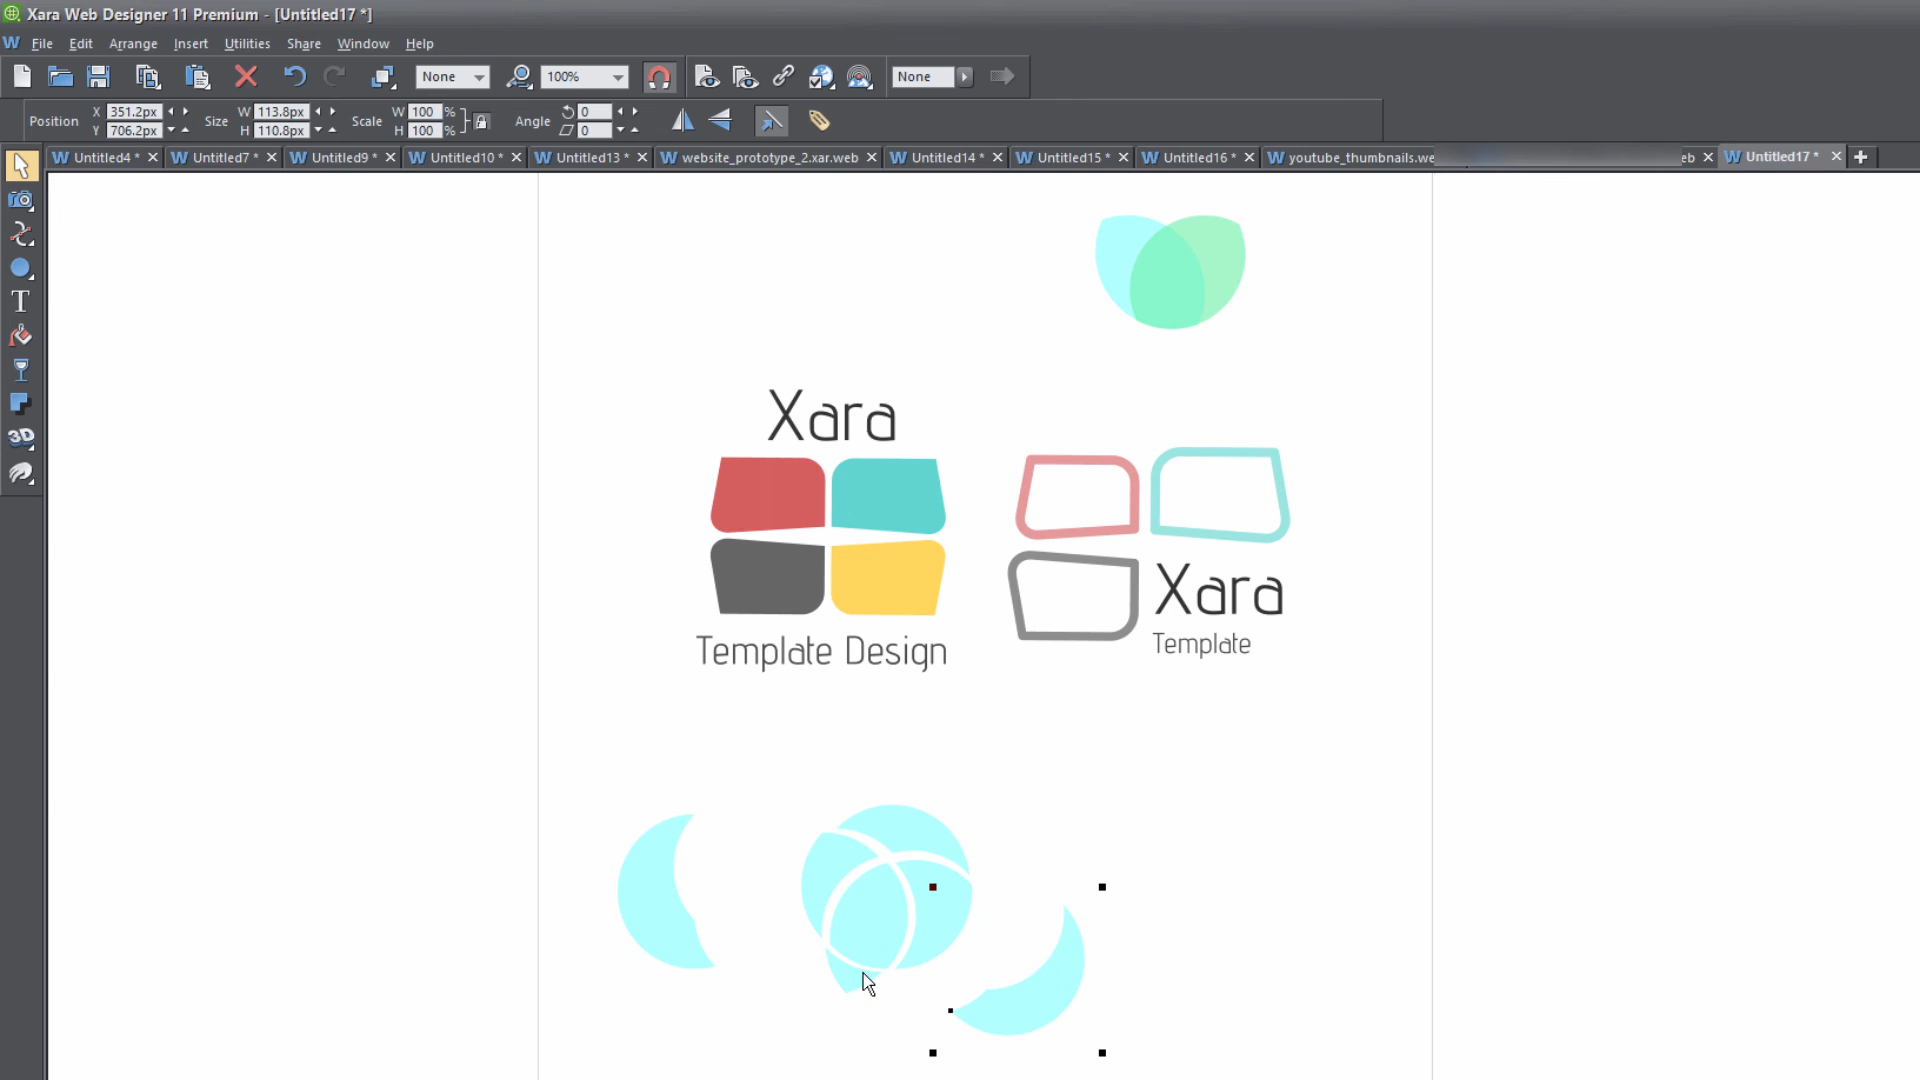 Xara Web Designer 11 Premium - [Untitled17 *]
File Edit Arrange Insert Utilities Share Window Help
None 100% None
Position X 351.2px Size W 113.8px Scale W 100 % Angle 0
Y 706.2px H 110.8px H 100 % 0
Untitled4 * Untitled7 * Untitled9 * Untitled10 * Untitled13 * website_prototype_2.xar.web Untitled14 * Untitled15 * Untitled16 * youtube_thumbnails.we eb Untitled17 *
T
3D
Xara
Template Design
Xara
Template